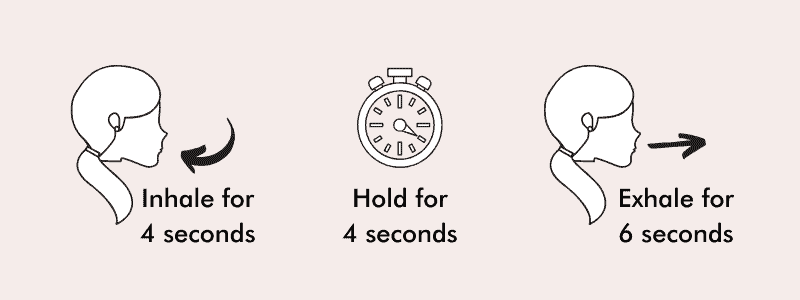 Inhale for
4 seconds
Hold for
4 seconds
Exhale for
6 seconds